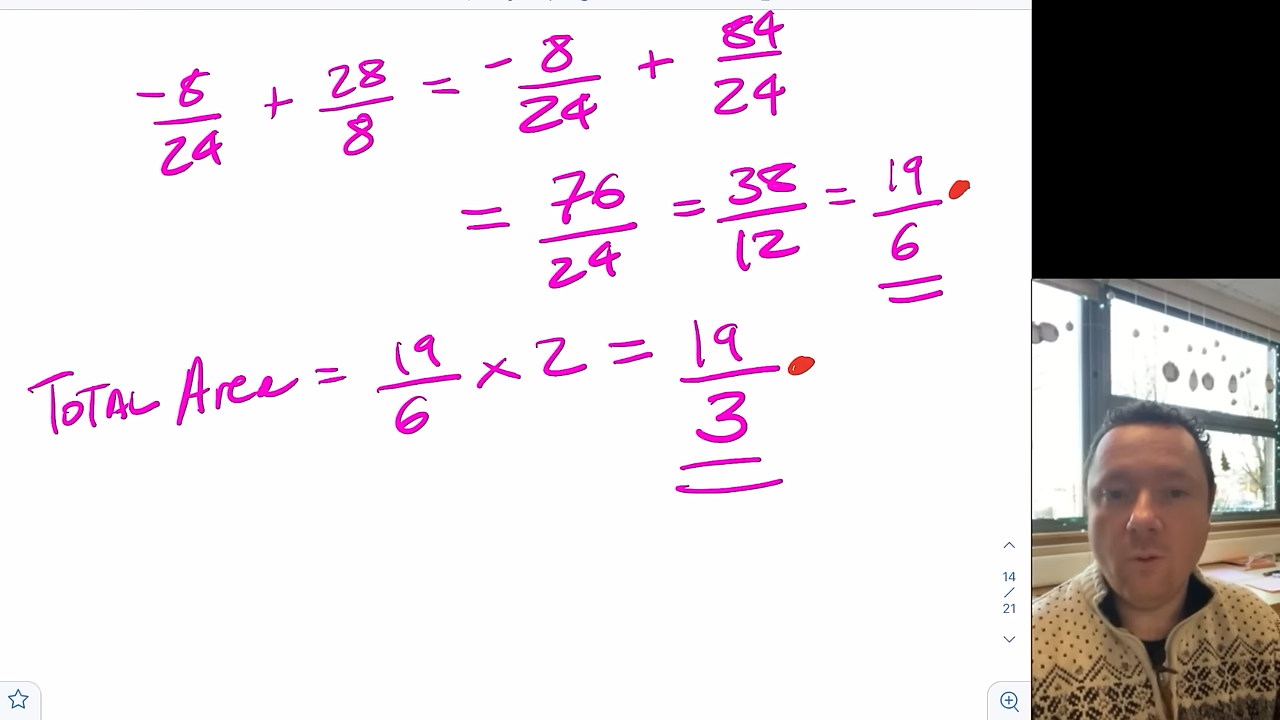 -8/24 + 28/8 = -8/24 + 84/24
= 76/24 = 38/12 = 19/6
TOTAL Area = 19/6 × 2 = 19/3
14
/
21